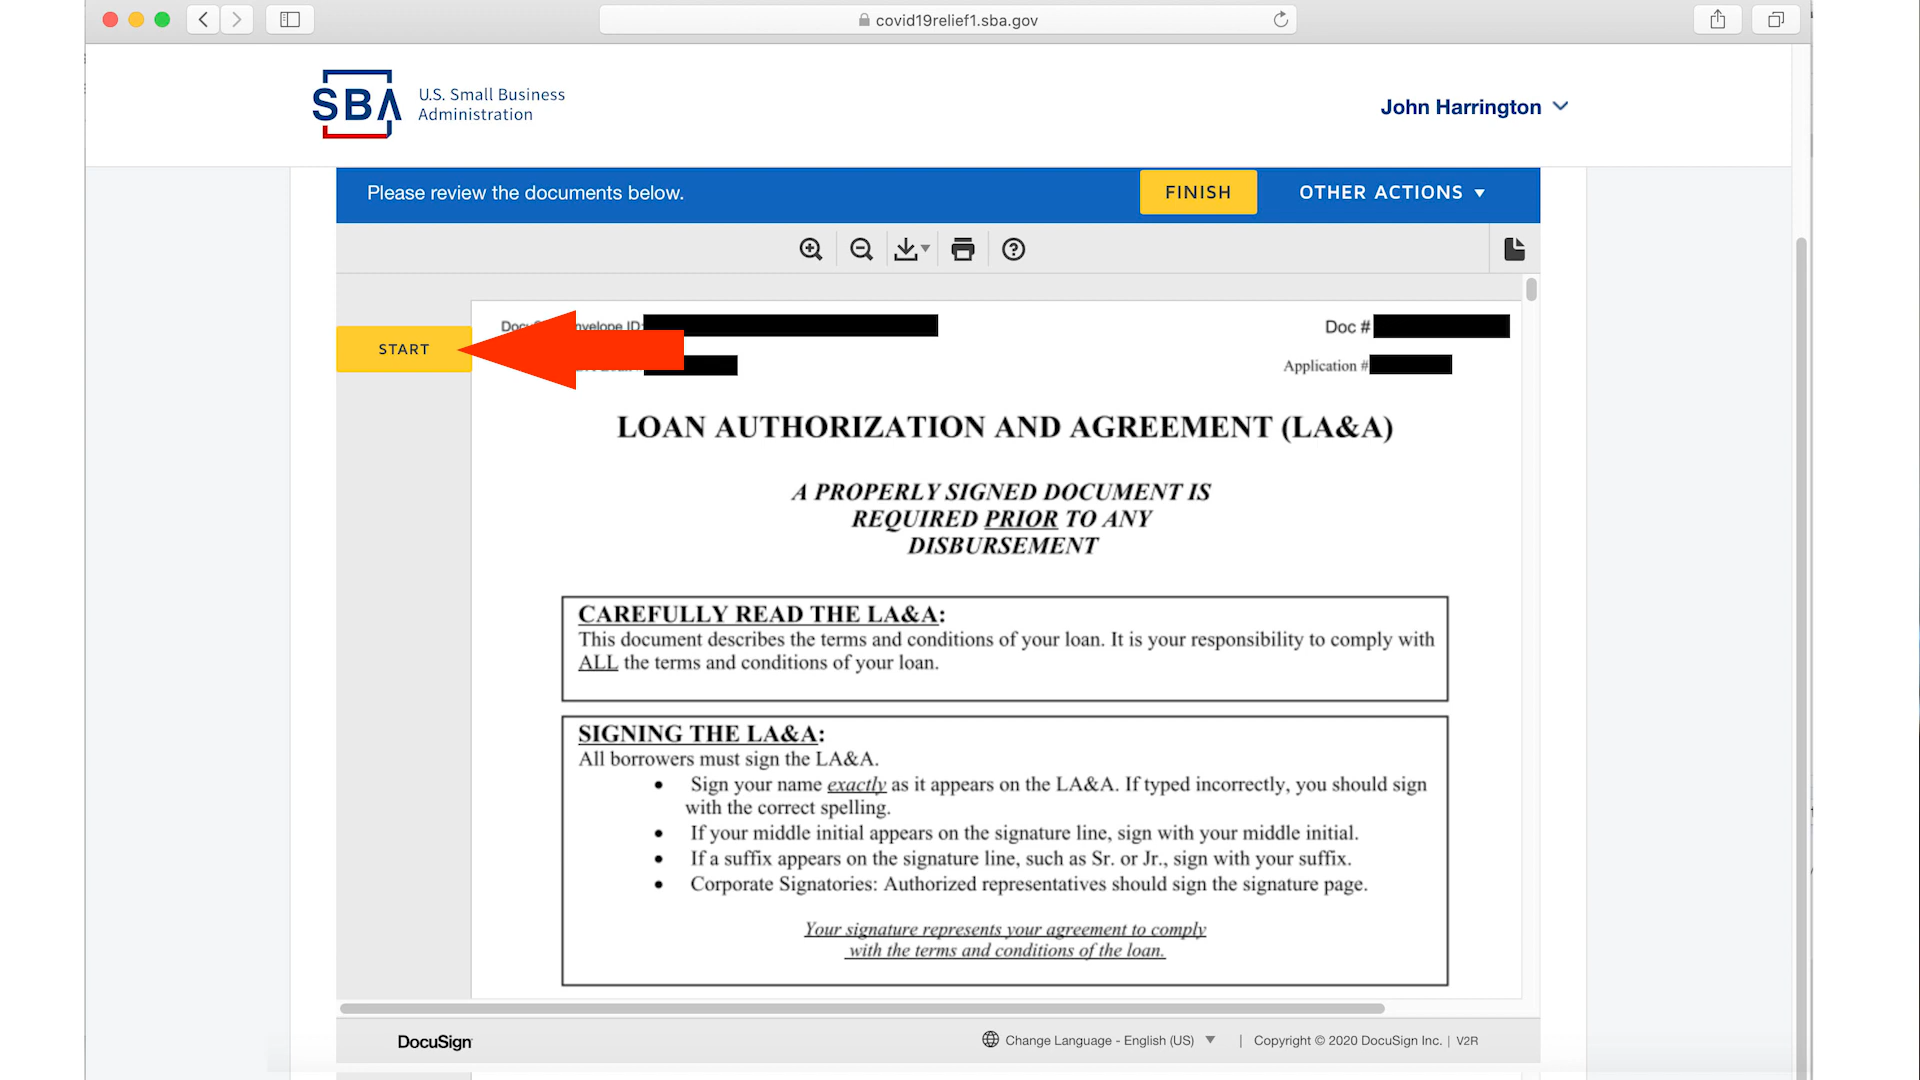 covid19relief1.sba.gov
SBA
U.S. Small Business
Administration
John Harrington
Please review the documents below.
FINISH
OTHER ACTIONS
START
Envelope ID:
Doc #
Application #
LOAN AUTHORIZATION AND AGREEMENT (LA&A)
A PROPERLY SIGNED DOCUMENT IS
REQUIRED PRIOR TO ANY
DISBURSEMENT
CAREFULLY READ THE LA&A:
This document describes the terms and conditions of your loan. It is your responsibility to comply with
ALL the terms and conditions of your loan.
SIGNING THE LA&A:
All borrowers must sign the LA&A.
• Sign your name exactly as it appears on the LA&A. If typed incorrectly, you should sign
with the correct spelling.
• If your middle initial appears on the signature line, sign with your middle initial.
• If a suffix appears on the signature line, such as Sr. or Jr., sign with your suffix.
• Corporate Signatories: Authorized representatives should sign the signature page.
Your signature represents your agreement to comply
with the terms and conditions of the loan.
DocuSign
Change Language - English (US)
| Copyright © 2020 DocuSign Inc. | V2R